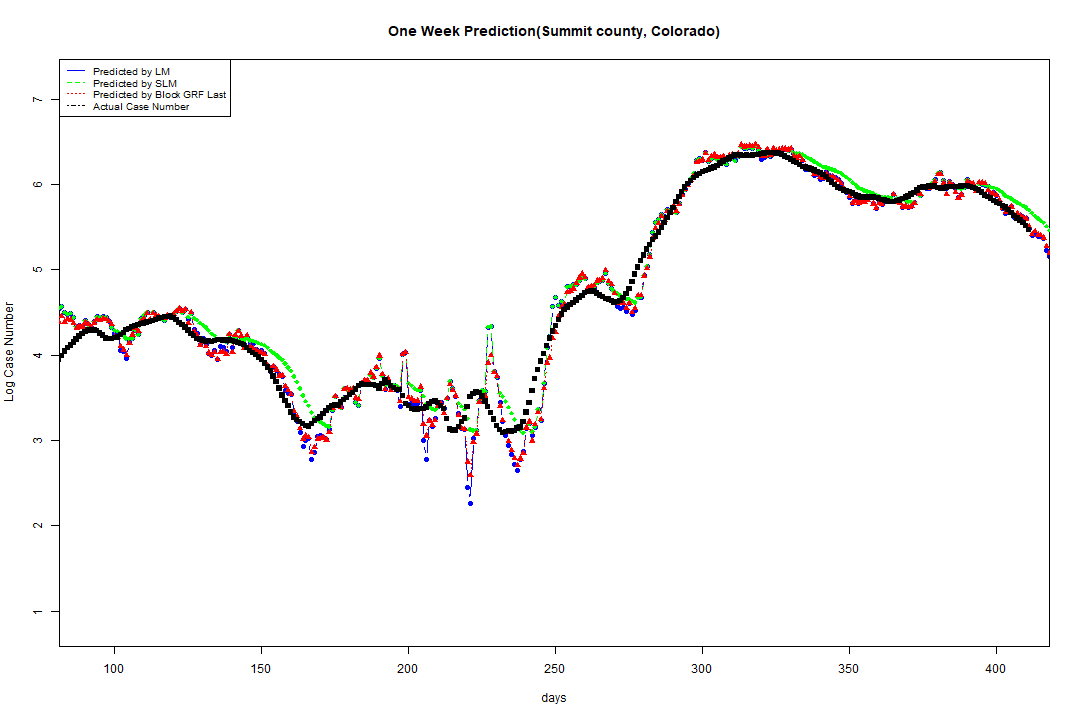 One Week Prediction(Summit county, Colorado)
Predicted by LM
Predicted by SLM
Predicted by Block GRF Last
Actual Case Number
7
6
5
4
3
2
1
Log Case Number
100 150 200 250 300 350 400
days